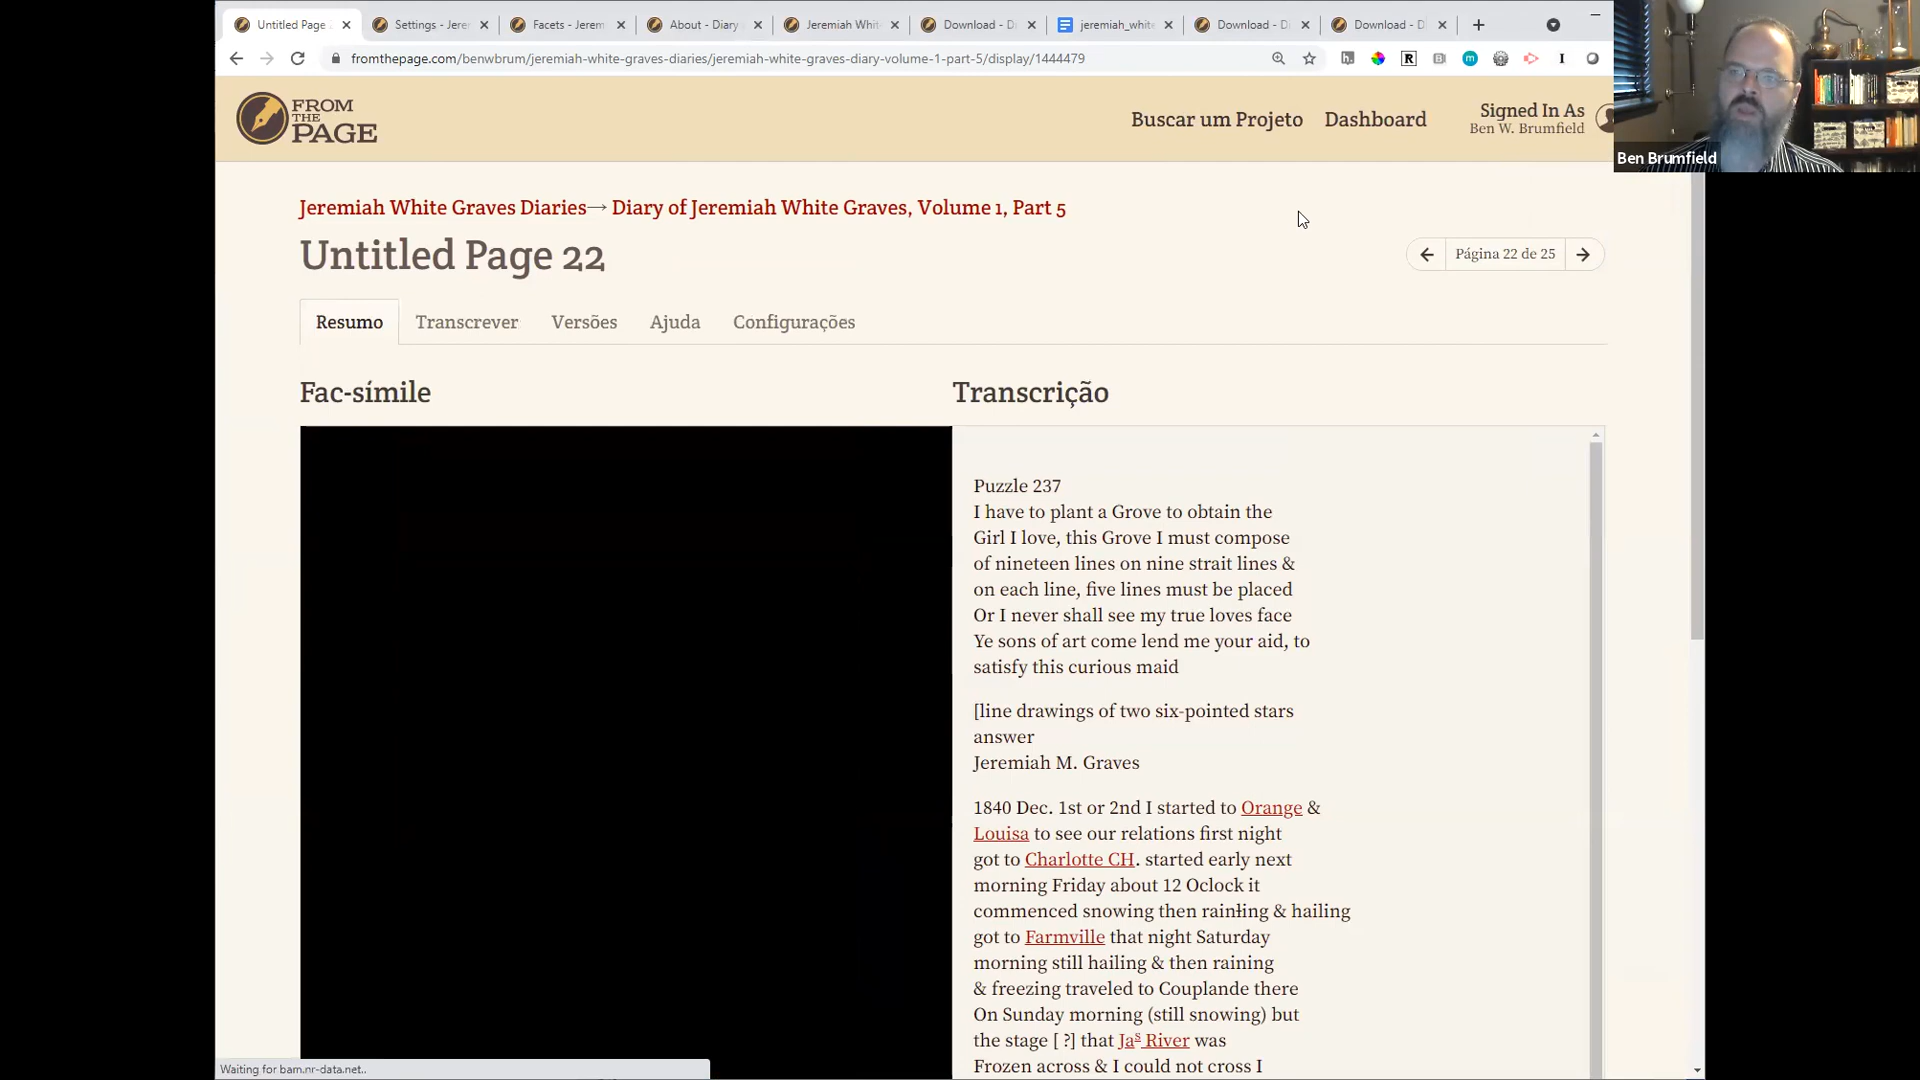 Untitled Page
Settings - Jere
Facets - Jerem
About - Diary
Jeremiah Whit
Download - D
jeremiah_white
Download - D
Download - D
fromthepage.com/benwbrum/jeremiah-white-graves-diaries/jeremiah-white-graves-diary-volume-1-part-5/display/1444479
FROM THE PAGE
Buscar um Projeto
Dashboard
Signed In As
Ben W. Brumfield
Ben Brumfield
Jeremiah White Graves Diaries→ Diary of Jeremiah White Graves, Volume 1, Part 5
Untitled Page 22
Página 22 de 25
Resumo Transcrever Versões Ajuda Configurações
Fac-símile
Transcrição
Puzzle 237
I have to plant a Grove to obtain the
Girl I love, this Grove I must compose
of nineteen lines on nine strait lines &
on each line, five lines must be placed
Or I never shall see my true loves face
Ye sons of art come lend me your aid, to
satisfy this curious maid
[line drawings of two six-pointed stars
answer
Jeremiah M. Graves
1840 Dec. 1st or 2nd I started to Orange &
Louisa to see our relations first night
got to Charlotte CH. started early next
morning Friday about 12 Oclock it
commenced snowing then rainting & hailing
got to Farmville that night Saturday
morning still hailing & then raining
& freezing traveled to Couplande there
On Sunday morning (still snowing) but
the stage [ ?] that Jas River was
Frozen across & I could not cross I
Waiting for bam.nr-data.net..